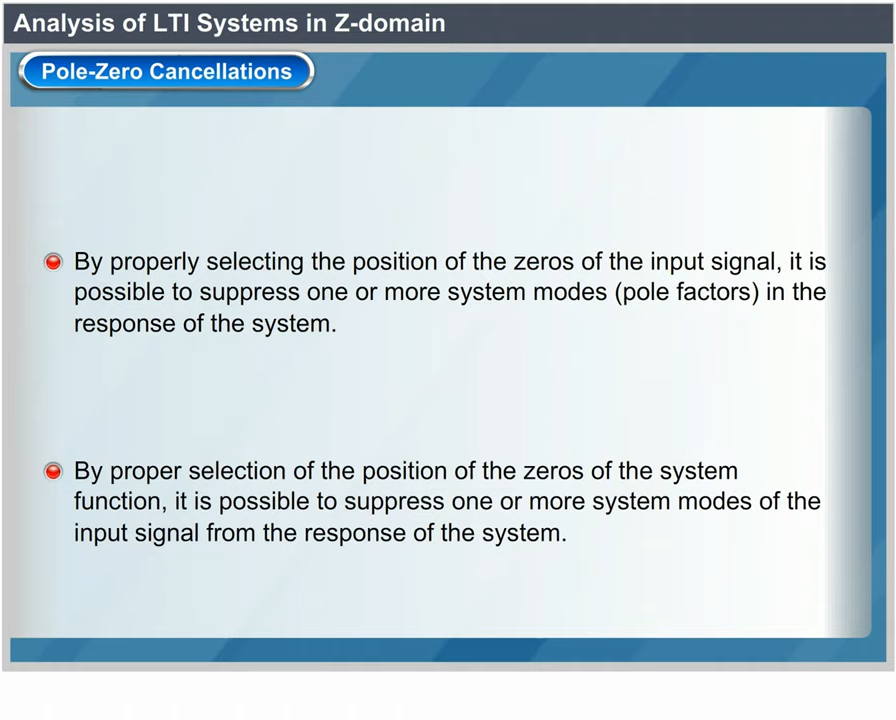 Analysis of LTI Systems in Z-domain
Pole-Zero Cancellations
By properly selecting the position of the zeros of the input signal, it is
possible to suppress one or more system modes (pole factors) in the
response of the system.
By proper selection of the position of the zeros of the system
function, it is possible to suppress one or more system modes of the
input signal from the response of the system.